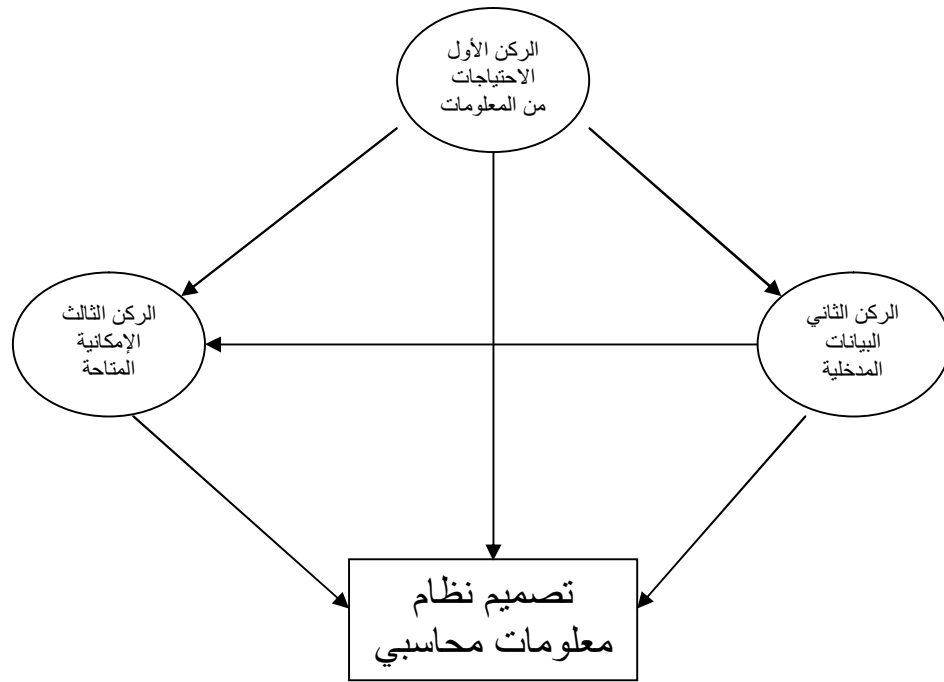 الركن الأول
الاحتياجات
من المعلومات
الركن الثاني
البيانات
المدخلية
الركن الثالث
الإمكانية
المتاحة
تصميم نظام
معلومات محاسبي